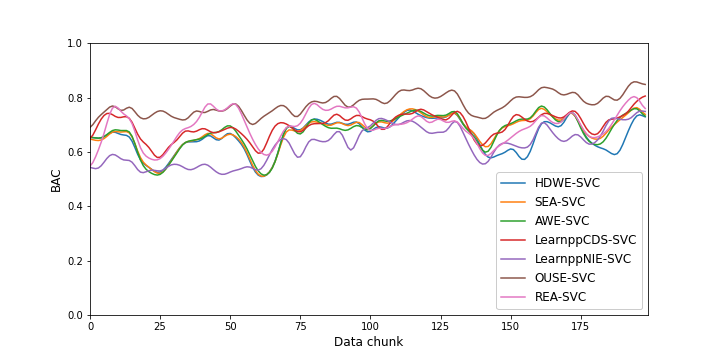 1.0
0.8
0.6
0.4
0.2
0.0
BAC
0 25 50 75 100 125 150 175
Data chunk
HDWE-SVC
SEA-SVC
AWE-SVC
LearnppCDS-SVC
LearnppNIE-SVC
OUSE-SVC
REA-SVC